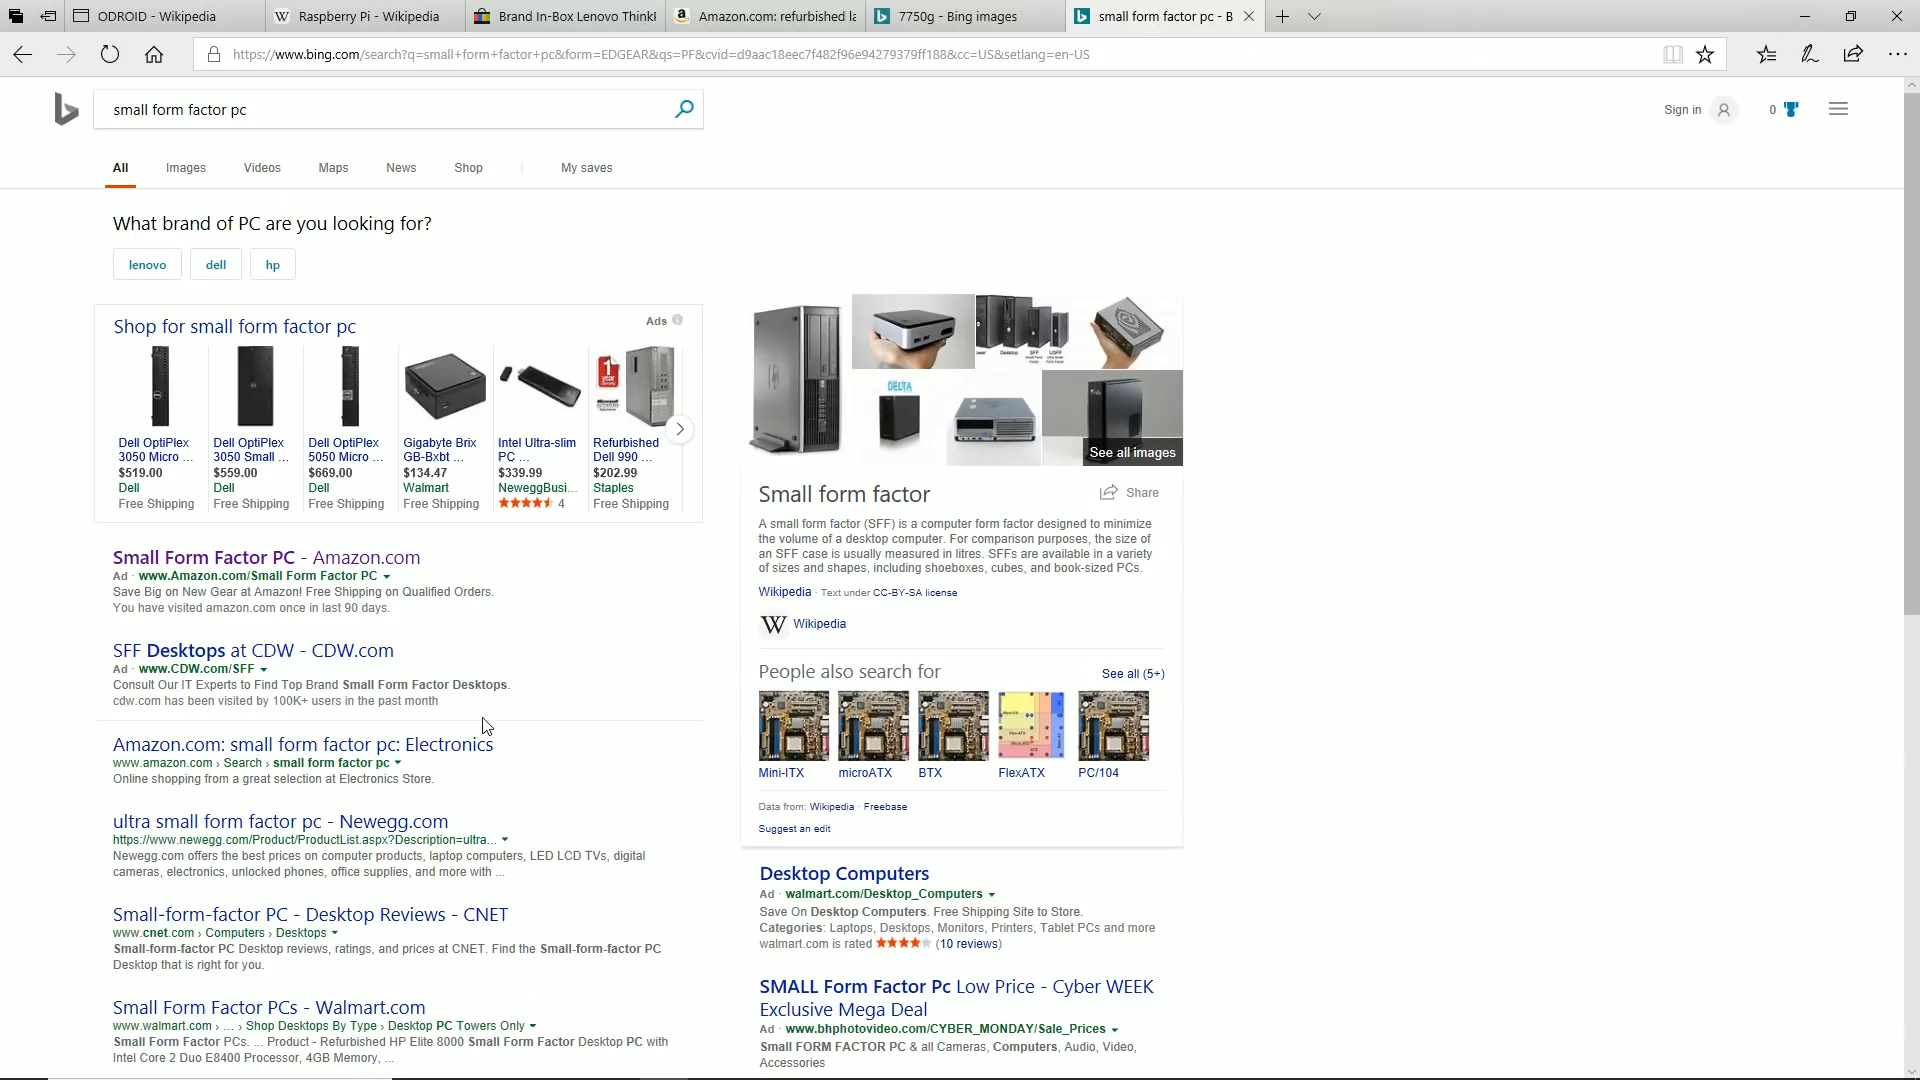 ODROID - Wikipedia
Raspberry Pi - Wikipedia
Brand In-Box Lenovo Think
Amazon.com: refurbished la
7750g - Bing images
small form factor pc - B
https://www.bing.com/search?q=small+form+factor+pc&form=EDGEAR&qs=PF&cvid=d9aac18eec7f482f96e94279379ff188&cc=US&setlang=en-US
small form factor pc
Sign in
0
All
Images
Videos
Maps
News
Shop
My saves
What brand of PC are you looking for?
lenovo
dell
hp
Shop for small form factor pc
Ads
Dell OptiPlex
3050 Micro ...
$519.00
Dell
Free Shipping
Dell OptiPlex
3050 Small ...
$559.00
Dell
Free Shipping
Dell OptiPlex
5050 Micro ...
$669.00
Dell
Free Shipping
Gigabyte Brix
GB-Bxbt ...
$134.47
Walmart
Free Shipping
Intel Ultra-slim
PC ...
$339.99
NeweggBusi...
4
1
year
Refurbished
Dell 990 ...
$202.99
Staples
Free Shipping
Small Form Factor PC - Amazon.com
Ad · www.Amazon.com/Small Form Factor PC
Save Big on New Gear at Amazon! Free Shipping on Qualified Orders.
You have visited amazon.com once in last 90 days.
SFF Desktops at CDW - CDW.com
Ad · www.CDW.com/SFF
Consult Our IT Experts to Find Top Brand Small Form Factor Desktops.
cdw.com has been visited by 100K+ users in the past month
Amazon.com: small form factor pc: Electronics
www.amazon.com › Search › small form factor pc
Online shopping from a great selection at Electronics Store.
ultra small form factor pc - Newegg.com
https://www.newegg.com/Product/ProductList.aspx?Description=ultra...
Newegg.com offers the best prices on computer products, laptop computers, LED LCD TVs, digital
cameras, electronics, unlocked phones, office supplies, and more with ...
Small-form-factor PC - Desktop Reviews - CNET
www.cnet.com › Computers › Desktops
Small-form-factor PC Desktop reviews, ratings, and prices at CNET. Find the Small-form-factor PC
Desktop that is right for you.
Small Form Factor PCs - Walmart.com
www.walmart.com › ... › Shop Desktops By Type › Desktop PC Towers Only
Small Form Factor PCs. ... Product - Refurbished HP Elite 8000 Small Form Factor Desktop PC with
Intel Core 2 Duo E8400 Processor, 4GB Memory, ...
Desktop
SFF
USFF
DELTA
See all images
Small form factor
Share
A small form factor (SFF) is a computer form factor designed to minimize
the volume of a desktop computer. For comparison purposes, the size of
an SFF case is usually measured in litres. SFFs are available in a variety
of sizes and shapes, including shoeboxes, cubes, and book-sized PCs.
Wikipedia · Text under CC-BY-SA license
W Wikipedia
People also search for
See all (5+)
Mini-ITX
microATX
BTX
FlexATX
PC/104
Data from: Wikipedia · Freebase
Suggest an edit
Desktop Computers
Ad · walmart.com/Desktop_Computers
Save On Desktop Computers. Free Shipping Site to Store.
Categories: Laptops, Desktops, Monitors, Printers, Tablet PCs and more
walmart.com is rated (10 reviews)
SMALL Form Factor Pc Low Price - Cyber WEEK
Exclusive Mega Deal
Ad · www.bhphotovideo.com/CYBER_MONDAY/Sale_Prices
Small FORM FACTOR PC & all Cameras, Computers, Audio, Video,
Accessories